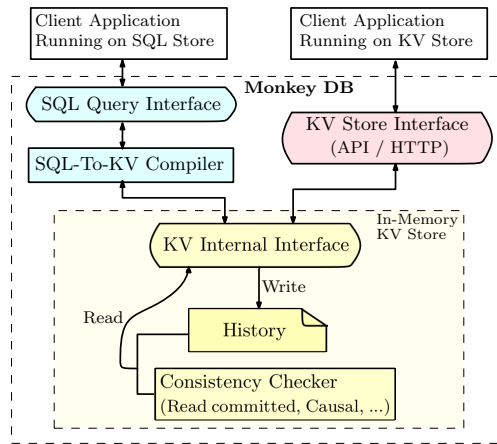 Client Application
Running on SQL Store
Client Application
Running on KV Store
Monkey DB
SQL Query Interface
KV Store Interface
(API / HTTP)
SQL-To-KV Compiler
In-Memory
KV Store
KV Internal Interface
Write
Read
History
Consistency Checker
(Read committed, Causal, ...)